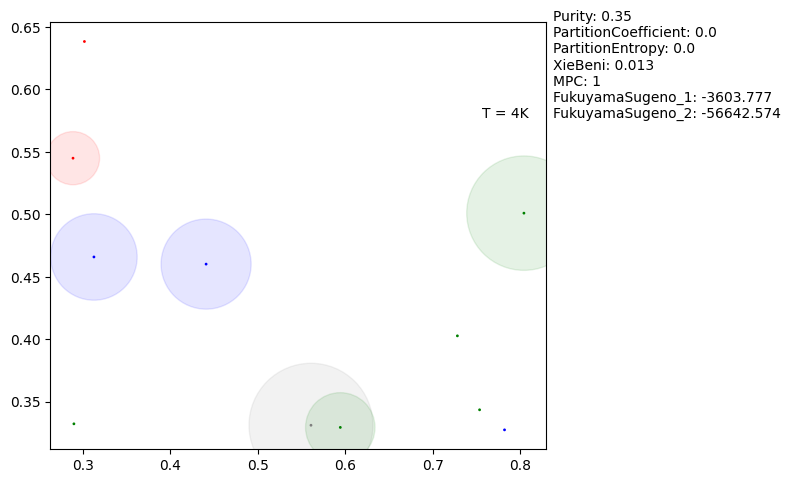 Purity: 0.35
PartitionCoefficient: 0.0
PartitionEntropy: 0.0
XieBeni: 0.013
MPC: 1
FukuyamaSugeno_1: -3603.777
FukuyamaSugeno_2: -56642.574
T = 4K
0.65
0.60
0.55
0.50
0.45
0.40
0.35
0.3 0.4 0.5 0.6 0.7 0.8